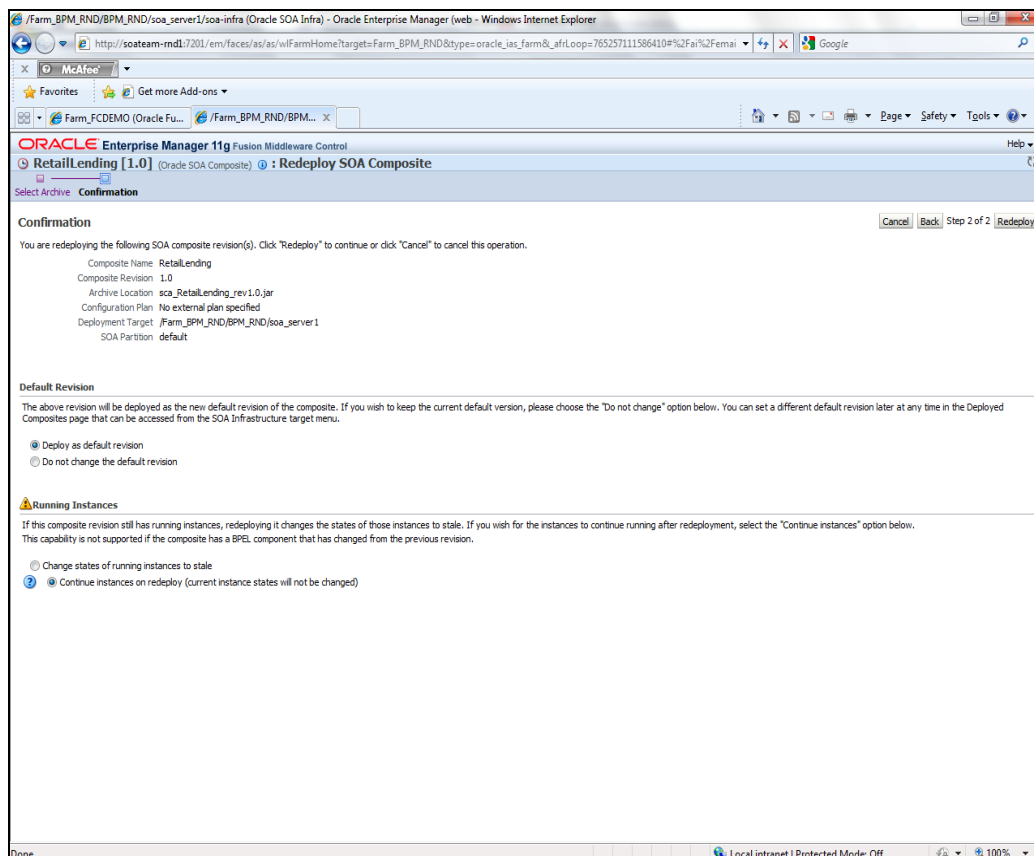 /Farm_BPM_RND/BPM_RND/soa_server1/soa-infra (Oracle SOA Infra) - Oracle Enterprise Manager (web - Windows Internet Explorer
http://soateam-rnd1:7201/em/faces/as/as/wlFarmHome?target=Farm_BPM_RND&type=oracle_ias_farm&_afrLoop=765257111586410#%2Fai%2Femai
Google
X McAfee
Favorites Get more Add-ons
Farm_FCDEMO (Oracle Fu... /Farm_BPM_RND/BPM... X Page Safety Tools
ORACLE Enterprise Manager 11g Fusion Middleware Control Help
RetailLending [1.0] (Oracle SOA Composite) : Redeploy SOA Composite
Select Archive Confirmation
Confirmation Cancel Back Step 2 of 2 Redeploy
You are redeploying the following SOA composite revision(s). Click "Redeploy" to continue or click "Cancel" to cancel this operation.
Composite Name RetailLending
Composite Revision 1.0
Archive Location sca_RetailLending_rev1.0.jar
Configuration Plan No external plan specified
Deployment Target /Farm_BPM_RND/BPM_RND/soa_server1
SOA Partition default
Default Revision
The above revision will be deployed as the new default revision of the composite. If you wish to keep the current default version, please choose the "Do not change" option below. You can set a different default revision later at any time in the Deployed
Composites page that can be accessed from the SOA Infrastructure target menu.
Deploy as default revision
Do not change the default revision
Running Instances
If this composite revision still has running instances, redeploying it changes the states of those instances to stale. If you wish for the instances to continue running after redeployment, select the "Continue instances" option below.
This capability is not supported if the composite has a BPEL component that has changed from the previous revision.
Change states of running instances to stale
Continue instances on redeploy (current instance states will not be changed)
Done Local intranet | Protected Mode: Off 100%